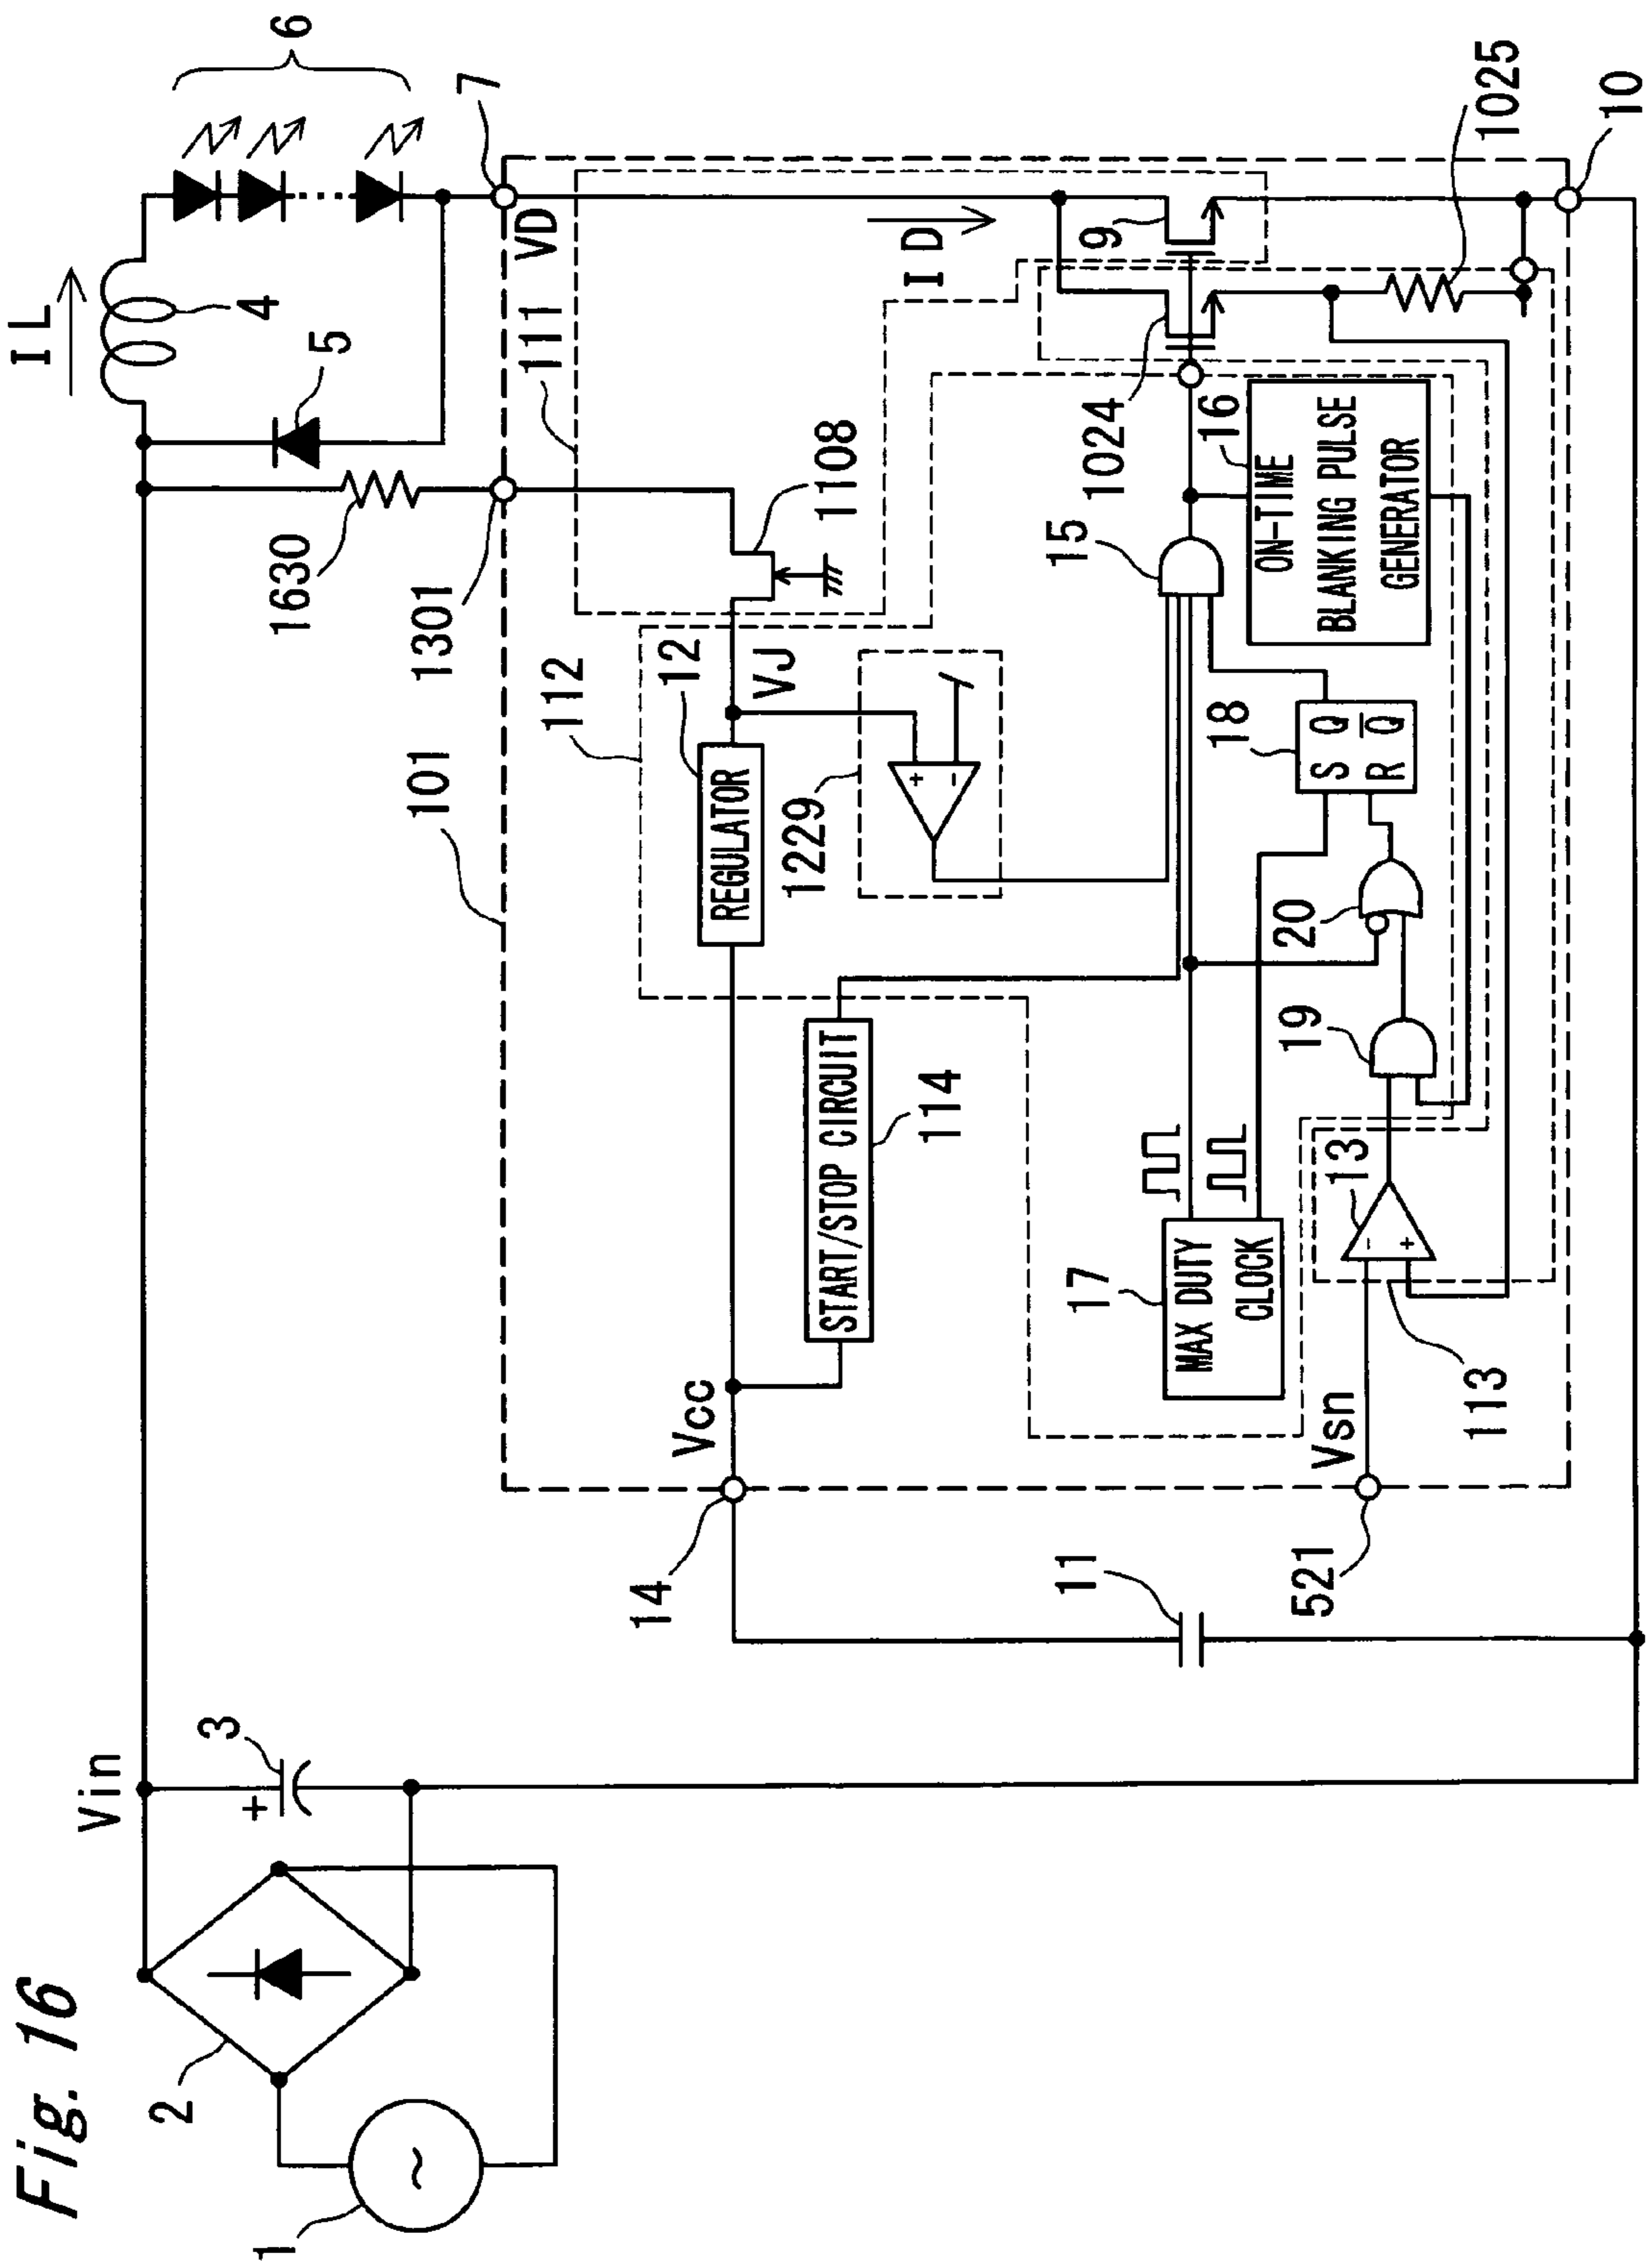 Fig. 16
1
2
3
+
Vin
~
IL
4
5
6
7
VD
1630
1301
101
111
112
1108
ID
9
1024
1025
10
REGULATOR
12
VJ
1229
+
-
Vcc
14
START/STOP CIRCUIT
114
15
16
ON-TIME
BLANKING PULSE
GENERATOR
18
S Q
R Q̅
20
19
17
MAX DUTY
CLOCK
13
-
+
113
Vsn
521
11